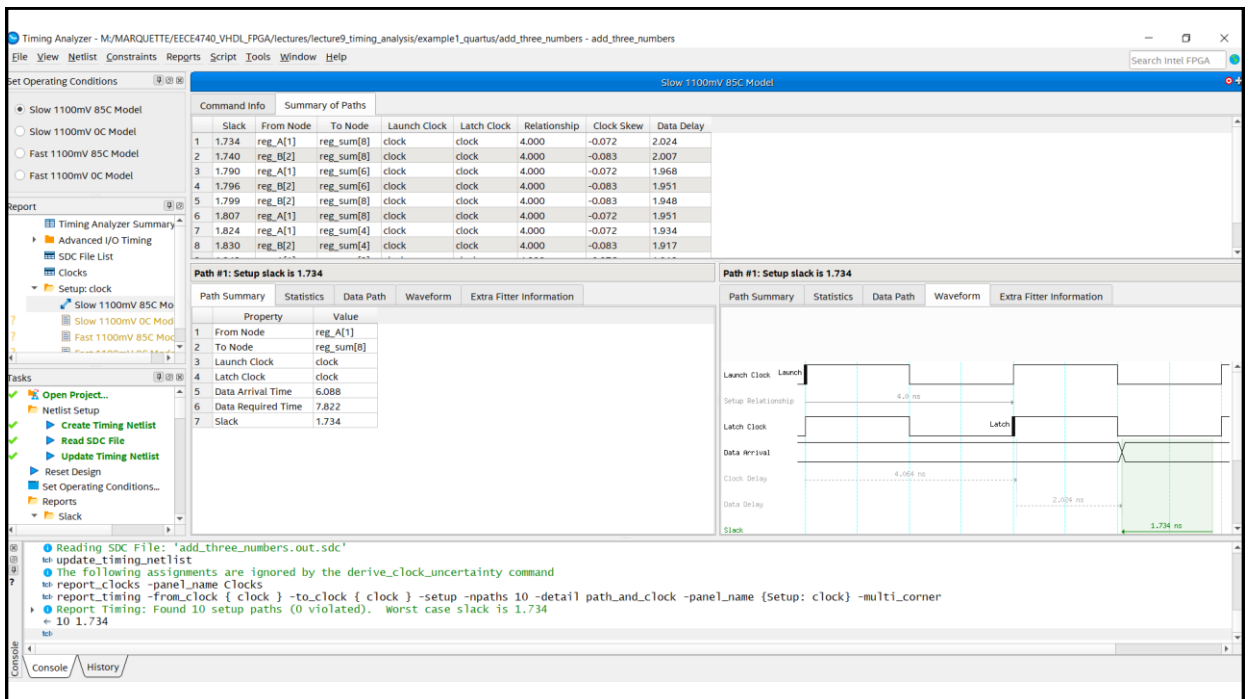 Timing Analyzer - M:/MARQUETTE/EECE4740_VHDL_FPGA/lectures/lecture9_timing_analysis/example1_quartus/add_three_numbers - add_three_numbers
File View Netlist Constraints Reports Script Tools Window Help
Search Intel FPGA
Set Operating Conditions
Slow 1100mV 85C Model
Slow 1100mV 0C Model
Fast 1100mV 85C Model
Fast 1100mV 0C Model
Report
Timing Analyzer Summary
Advanced I/O Timing
SDC File List
Clocks
Setup: clock
Slow 1100mV 85C Mo
Slow 1100mV 0C Mod
Fast 1100mV 85C Mod
Tasks
Open Project...
Netlist Setup
Create Timing Netlist
Read SDC File
Update Timing Netlist
Reset Design
Set Operating Conditions...
Reports
Slack
Slow 1100mV 85C Model
Command Info Summary of Paths
Slack From Node To Node Launch Clock Latch Clock Relationship Clock Skew Data Delay
1 1.734 reg_A[1] reg_sum[8] clock clock 4.000 -0.072 2.024
2 1.740 reg_B[2] reg_sum[8] clock clock 4.000 -0.083 2.007
3 1.790 reg_A[1] reg_sum[6] clock clock 4.000 -0.072 1.968
4 1.796 reg_B[2] reg_sum[6] clock clock 4.000 -0.083 1.951
5 1.799 reg_B[2] reg_sum[8] clock clock 4.000 -0.083 1.948
6 1.807 reg_A[1] reg_sum[8] clock clock 4.000 -0.072 1.951
7 1.824 reg_A[1] reg_sum[4] clock clock 4.000 -0.072 1.934
8 1.830 reg_B[2] reg_sum[4] clock clock 4.000 -0.083 1.917
Path #1: Setup slack is 1.734
Path Summary Statistics Data Path Waveform Extra Fitter Information
Property Value
1 From Node reg_A[1]
2 To Node reg_sum[8]
3 Launch Clock clock
4 Latch Clock clock
5 Data Arrival Time 6.088
6 Data Required Time 7.822
7 Slack 1.734
Path #1: Setup slack is 1.734
Path Summary Statistics Data Path Waveform Extra Fitter Information
Launch Clock Launch
Setup Relationship 4.0 ns
Latch Clock Latch
Data Arrival
Clock Delay 4.064 ns
Data Delay 2.024 ns
Slack 1.734 ns
Reading SDC File: 'add_three_numbers.out.sdc'
tcl> update_timing_netlist
The following assignments are ignored by the derive_clock_uncertainty command
tcl> report_clocks -panel_name Clocks
tcl> report_timing -from_clock { clock } -to_clock { clock } -setup -npaths 10 -detail path_and_clock -panel_name {Setup: clock} -multi_corner
Report Timing: Found 10 setup paths (0 violated). Worst case slack is 1.734
10 1.734
tcl>
Console
Console History